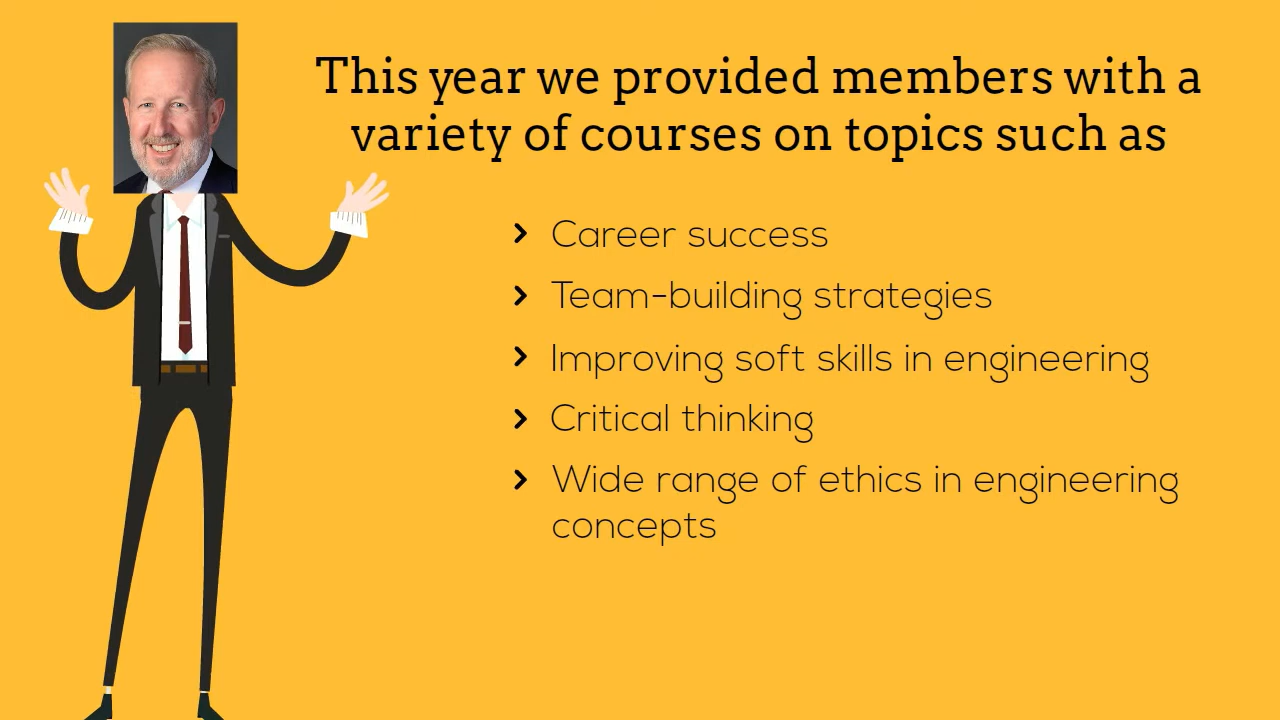 This year we provided members with a
variety of courses on topics such as
Career success
Team-building strategies
Improving soft skills in engineering
Critical thinking
Wide range of ethics in engineering
concepts